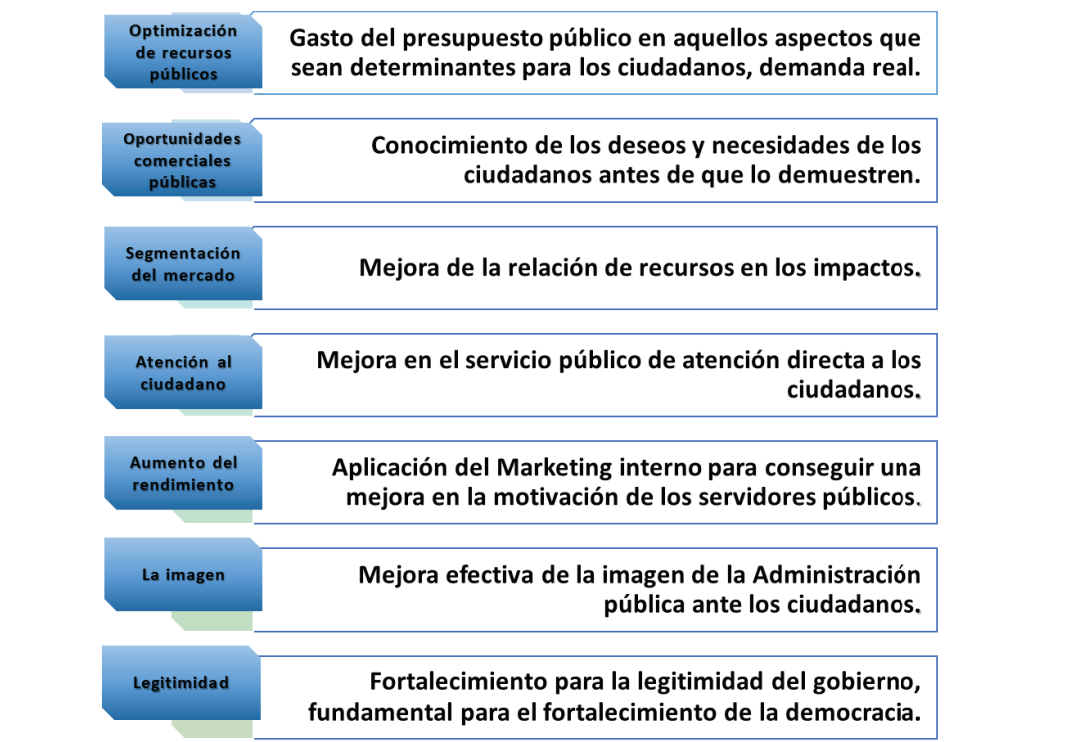 Optimización
de recursos
públicos
Gasto del presupuesto público en aquellos aspectos que
sean determinantes para los ciudadanos, demanda real.
Oportunidades
comerciales
públicas
Conocimiento de los deseos y necesidades de los
ciudadanos antes de que lo demuestren.
Segmentación
del mercado
Mejora de la relación de recursos en los impactos.
Atención al
ciudadano
Mejora en el servicio público de atención directa a los
ciudadanos.
Aumento del
rendimiento
Aplicación del Marketing interno para conseguir una
mejora en la motivación de los servidores públicos.
La imagen
Mejora efectiva de la imagen de la Administración
pública ante los ciudadanos.
Legitimidad
Fortalecimiento para la legitimidad del gobierno,
fundamental para el fortalecimiento de la democracia.